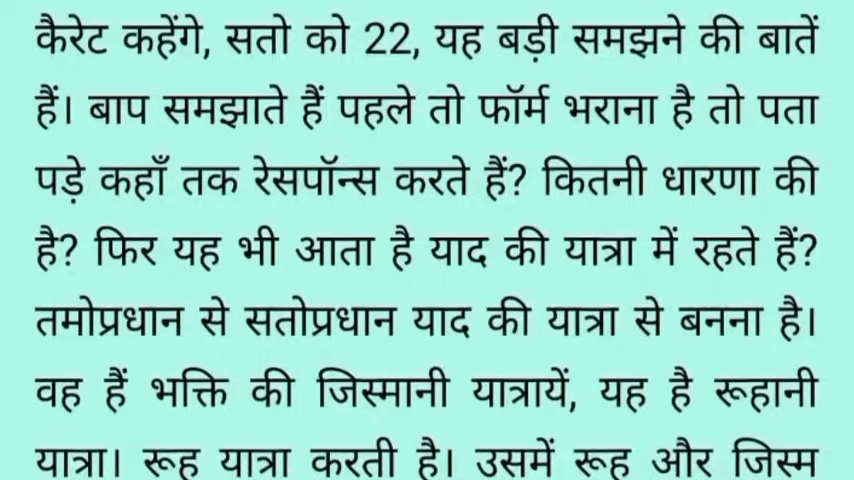 कैरेट कहेंगे, सतो को 22, यह बड़ी समझने की बातें
हैं। बाप समझाते हैं पहले तो फॉर्म भराना है तो पता
पड़े कहाँ तक रेसपॉन्स करते हैं? कितनी धारणा की
है? फिर यह भी आता है याद की यात्रा में रहते हैं?
तमोप्रधान से सतोप्रधान याद की यात्रा से बनना है।
वह हैं भक्ति की जिस्मानी यात्रायें, यह है रूहानी
यात्रा। रूह यात्रा करती है। उसमें रूह और जिस्म